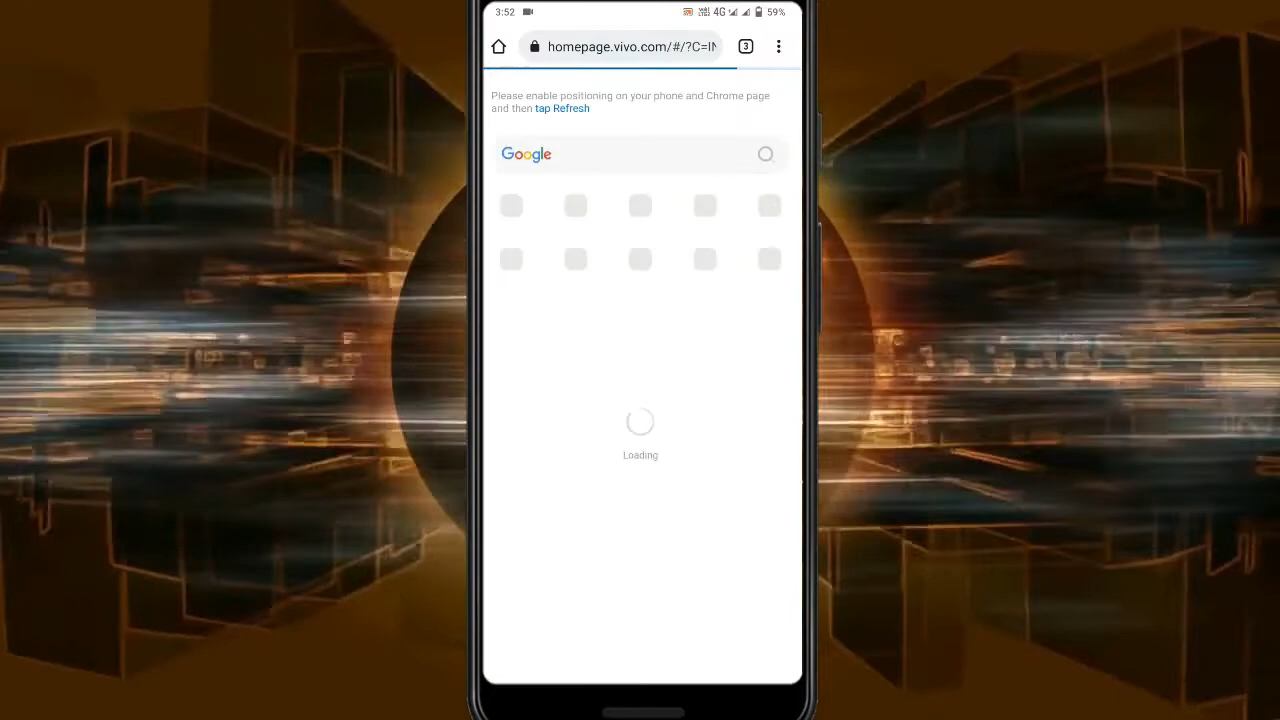 3:52 4G 59%
homepage.vivo.com/#/?C=IN 3
Please enable positioning on your phone and Chrome page
and then tap Refresh
Google
Loading